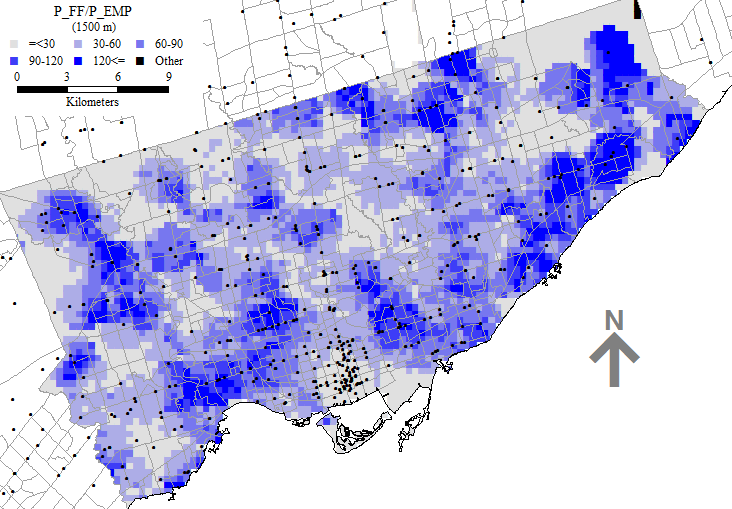 P_FF/P_EMP
(1500 m)
=<30 30-60 60-90
90-120 120<= Other
0 3 6 9
Kilometers
N